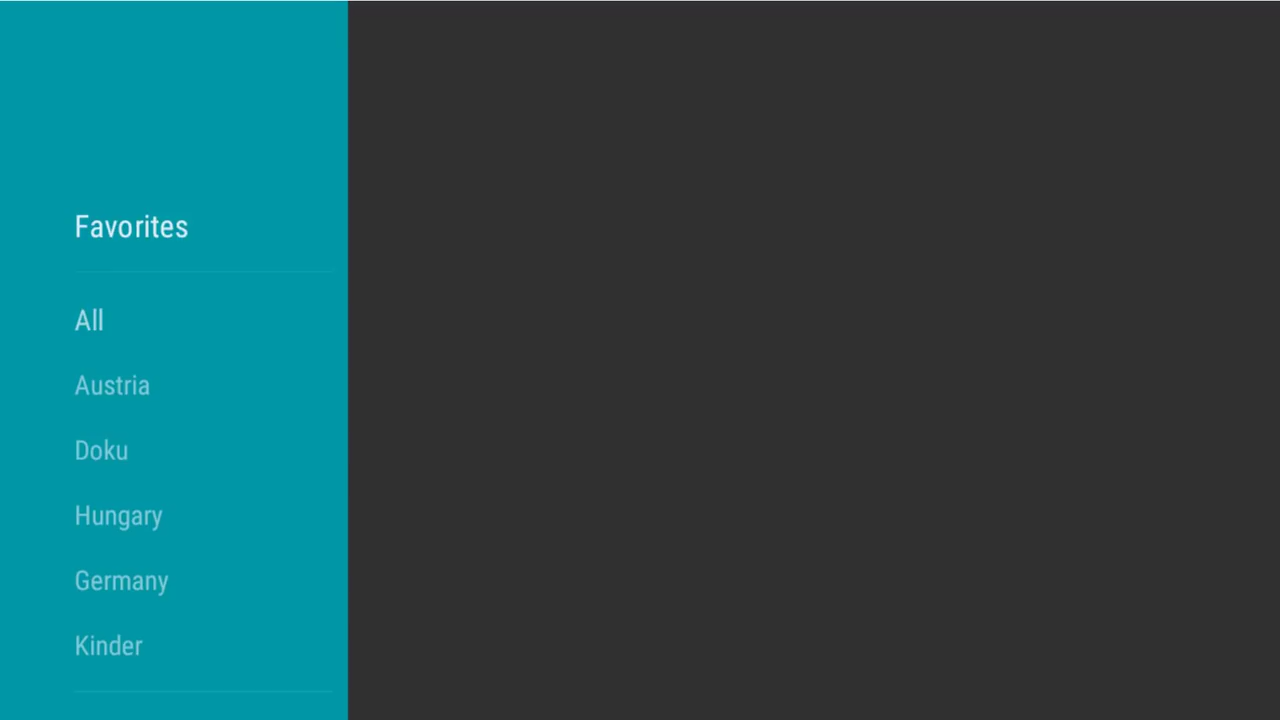 Favorites
All
Austria
Doku
Hungary
Germany
Kinder